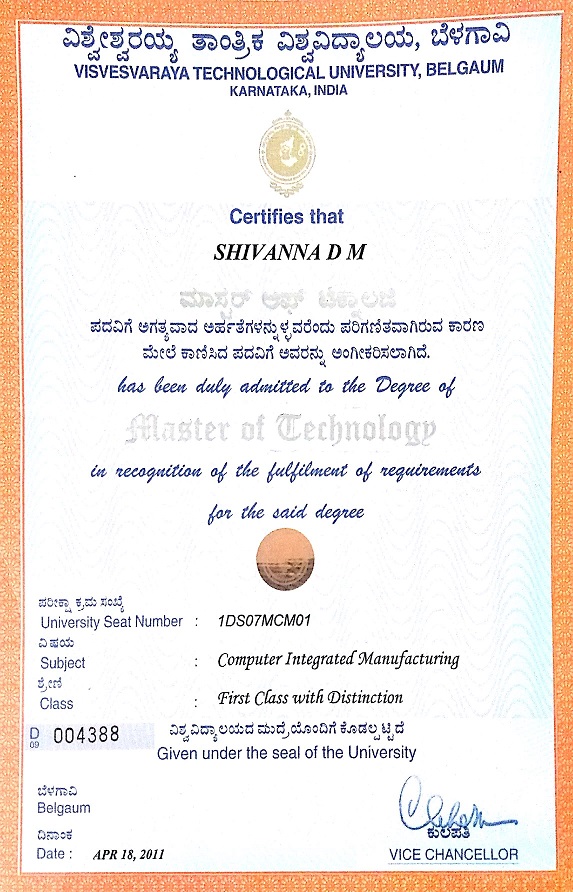 ವಿಶ್ವೇಶ್ವರಯ್ಯ ತಾಂತ್ರಿಕ ವಿಶ್ವವಿದ್ಯಾಲಯ, ಬೆಳಗಾವಿ
VISVESVARAYA TECHNOLOGICAL UNIVERSITY, BELGAUM
KARNATAKA, INDIA
Certifies that
SHIVANNA D M
ಮಾಸ್ಟರ್ ಆಫ್ ಟೆಕ್ನಾಲಜಿ
ಪದವಿಗೆ ಅಗತ್ಯವಾದ ಅರ್ಹತೆಗಳನ್ನುಳ್ಳವರೆಂದು ಪರಿಗಣಿತವಾಗಿರುವ ಕಾರಣ
ಮೇಲೆ ಕಾಣಿಸಿದ ಪದವಿಗೆ ಅವರನ್ನು ಅಂಗೀಕರಿಸಲಾಗಿದೆ.
has been duly admitted to the Degree of
Master of Technology
in recognition of the fulfilment of requirements
for the said degree
ಪರೀಕ್ಷಾ ಕ್ರಮ ಸಂಖ್ಯೆ
University Seat Number : 1DS07MCM01
ವಿಷಯ
Subject : Computer Integrated Manufacturing
ಶ್ರೇಣಿ
Class : First Class with Distinction
D 09 004388
ವಿಶ್ವವಿದ್ಯಾಲಯದ ಮುದ್ರೆಯೊಂದಿಗೆ ಕೊಡಲ್ಪಟ್ಟಿದೆ
Given under the seal of the University
ಬೆಳಗಾವಿ
Belgaum
ದಿನಾಂಕ
Date : APR 18, 2011
ಕುಲಪತಿ
VICE CHANCELLOR